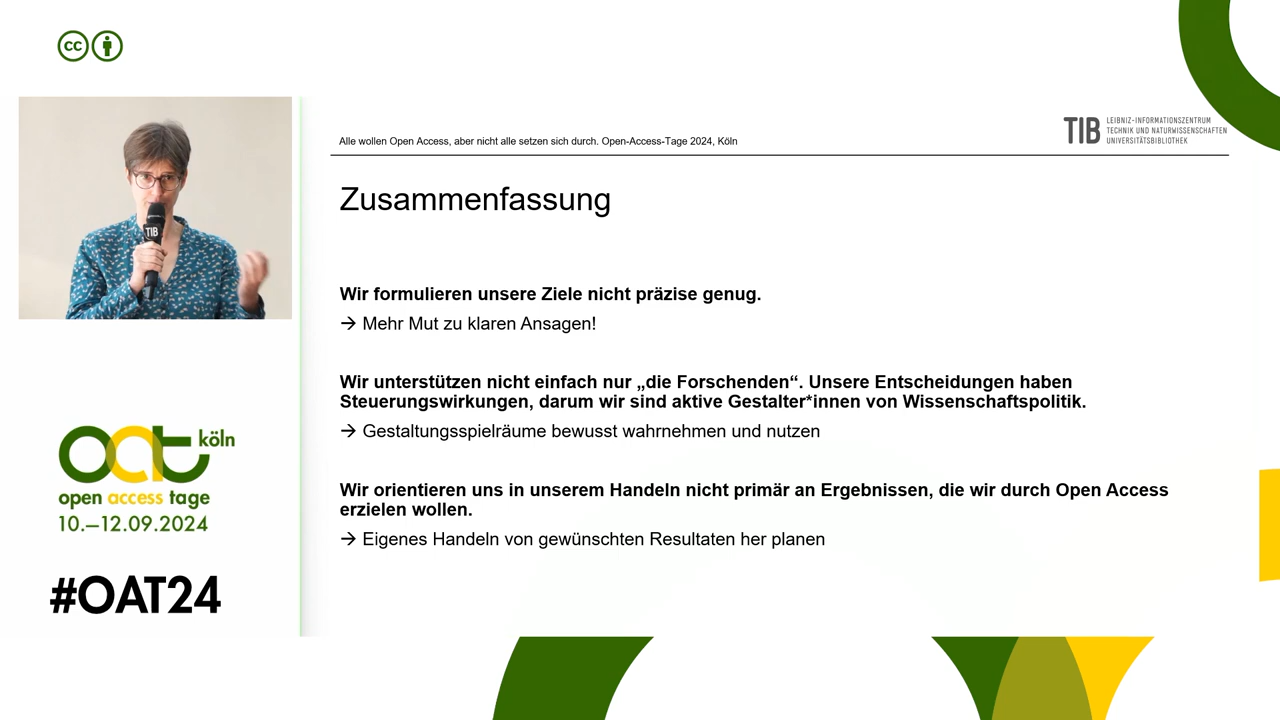 cc
Alle wollen Open Access, aber nicht alle setzen sich durch. Open-Access-Tage 2024, Köln
TIB
LEIBNIZ-INFORMATIONSZENTRUM
TECHNIK UND NATURWISSENSCHAFTEN
UNIVERSITÄTSBIBLIOTHEK
Zusammenfassung
TIB
Wir formulieren unsere Ziele nicht präzise genug.
→ Mehr Mut zu klaren Ansagen!
Wir unterstützen nicht einfach nur „die Forschenden“. Unsere Entscheidungen haben
Steuerungswirkungen, darum wir sind aktive Gestalter*innen von Wissenschaftspolitik.
→ Gestaltungsspielräume bewusst wahrnehmen und nutzen
Wir orientieren uns in unserem Handeln nicht primär an Ergebnissen, die wir durch Open Access
erzielen wollen.
→ Eigenes Handeln von gewünschten Resultaten her planen
oat köln
open access tage
10.–12.09.2024
#OAT24